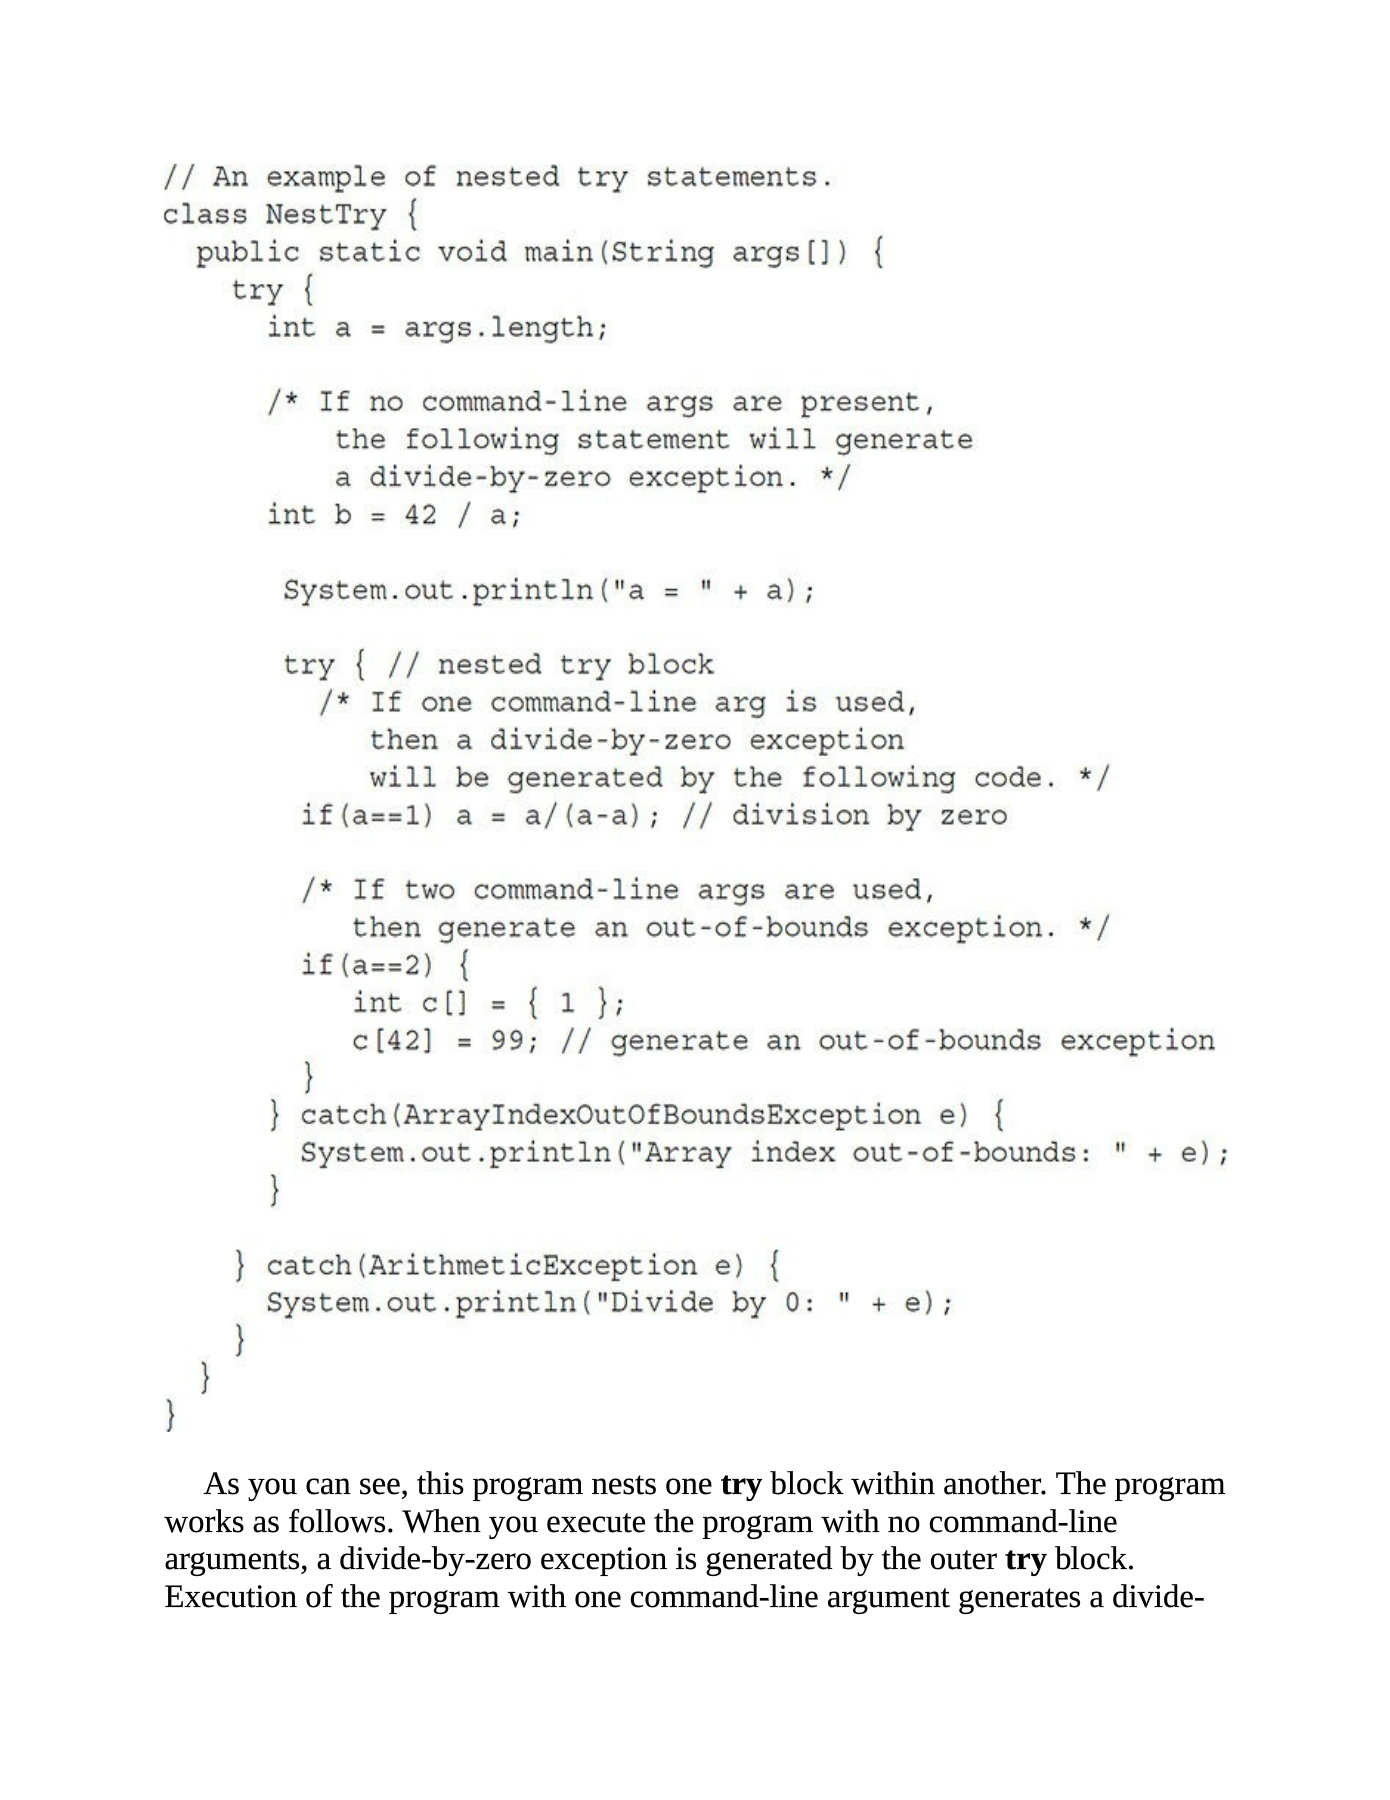 // An example of nested try statements.
class NestTry {
  public static void main(String args[]) {
    try {
      int a = args.length;

      /* If no command-line args are present,
          the following statement will generate
          a divide-by-zero exception. */
      int b = 42 / a;

       System.out.println("a = " + a);

       try { // nested try block
         /* If one command-line arg is used,
            then a divide-by-zero exception
            will be generated by the following code. */
        if(a==1) a = a/(a-a); // division by zero

        /* If two command-line args are used,
           then generate an out-of-bounds exception. */
        if(a==2) {
           int c[] = { 1 };
           c[42] = 99; // generate an out-of-bounds exception
        }
      } catch(ArrayIndexOutOfBoundsException e) {
        System.out.println("Array index out-of-bounds: " + e);
      }

    } catch(ArithmeticException e) {
      System.out.println("Divide by 0: " + e);
    }
  }
}
As you can see, this program nests one try block within another. The program
works as follows. When you execute the program with no command-line
arguments, a divide-by-zero exception is generated by the outer try block.
Execution of the program with one command-line argument generates a divide-